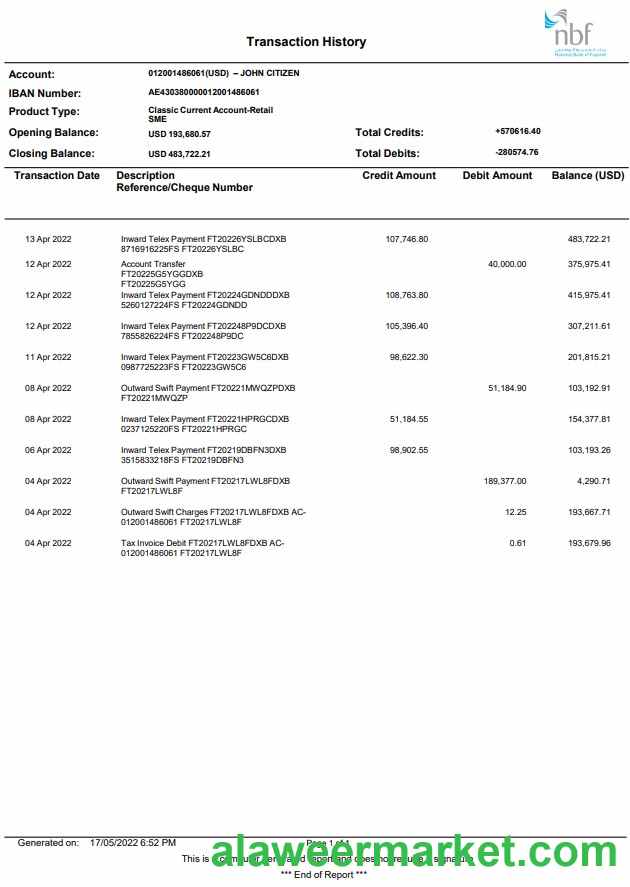 nbf
National Bank of Fujairah
Transaction History
Account: 012001486061(USD) – JOHN CITIZEN
IBAN Number: AE430380000012001486061
Product Type: Classic Current Account-Retail
SME
Opening Balance: USD 193,680.57 Total Credits: +570616.40
Closing Balance: USD 483,722.21 Total Debits: -280574.76
Transaction Date Description Credit Amount Debit Amount Balance (USD)
Reference/Cheque Number
13 Apr 2022 Inward Telex Payment FT20226YSLBCDXB 107,746.80 483,722.21
8716916225FS FT20226YSLBC
12 Apr 2022 Account Transfer 40,000.00 375,975.41
FT20225G5YGGDXB
FT20225G5YGG
12 Apr 2022 Inward Telex Payment FT20224GDNDDDXB 108,763.80 415,975.41
5260127224FS FT20224GDNDD
12 Apr 2022 Inward Telex Payment FT202248P9DCDXB 105,396.40 307,211.61
7855826224FS FT202248P9DC
11 Apr 2022 Inward Telex Payment FT20223GW5C6DXB 98,622.30 201,815.21
0987725223FS FT20223GW5C6
08 Apr 2022 Outward Swift Payment FT20221MWQZPDXB 51,184.90 103,192.91
FT20221MWQZP
08 Apr 2022 Inward Telex Payment FT20221HPRGCDXB 51,184.55 154,377.81
0237125220FS FT20221HPRGC
06 Apr 2022 Inward Telex Payment FT20219DBFN3DXB 98,902.55 103,193.26
3515833218FS FT20219DBFN3
04 Apr 2022 Outward Swift Payment FT20217LWL8FDXB 189,377.00 4,290.71
FT20217LWL8F
04 Apr 2022 Outward Swift Charges FT20217LWL8FDXB AC- 12.25 193,667.71
012001486061 FT20217LWL8F
04 Apr 2022 Tax Invoice Debit FT20217LWL8FDXB AC- 0.61 193,679.96
012001486061 FT20217LWL8F
Generated on: 17/05/2022 6:52 PM Page 1 of 1
alaweermarket.com
This is a computer generated report and does not require a signature
*** End of Report ***